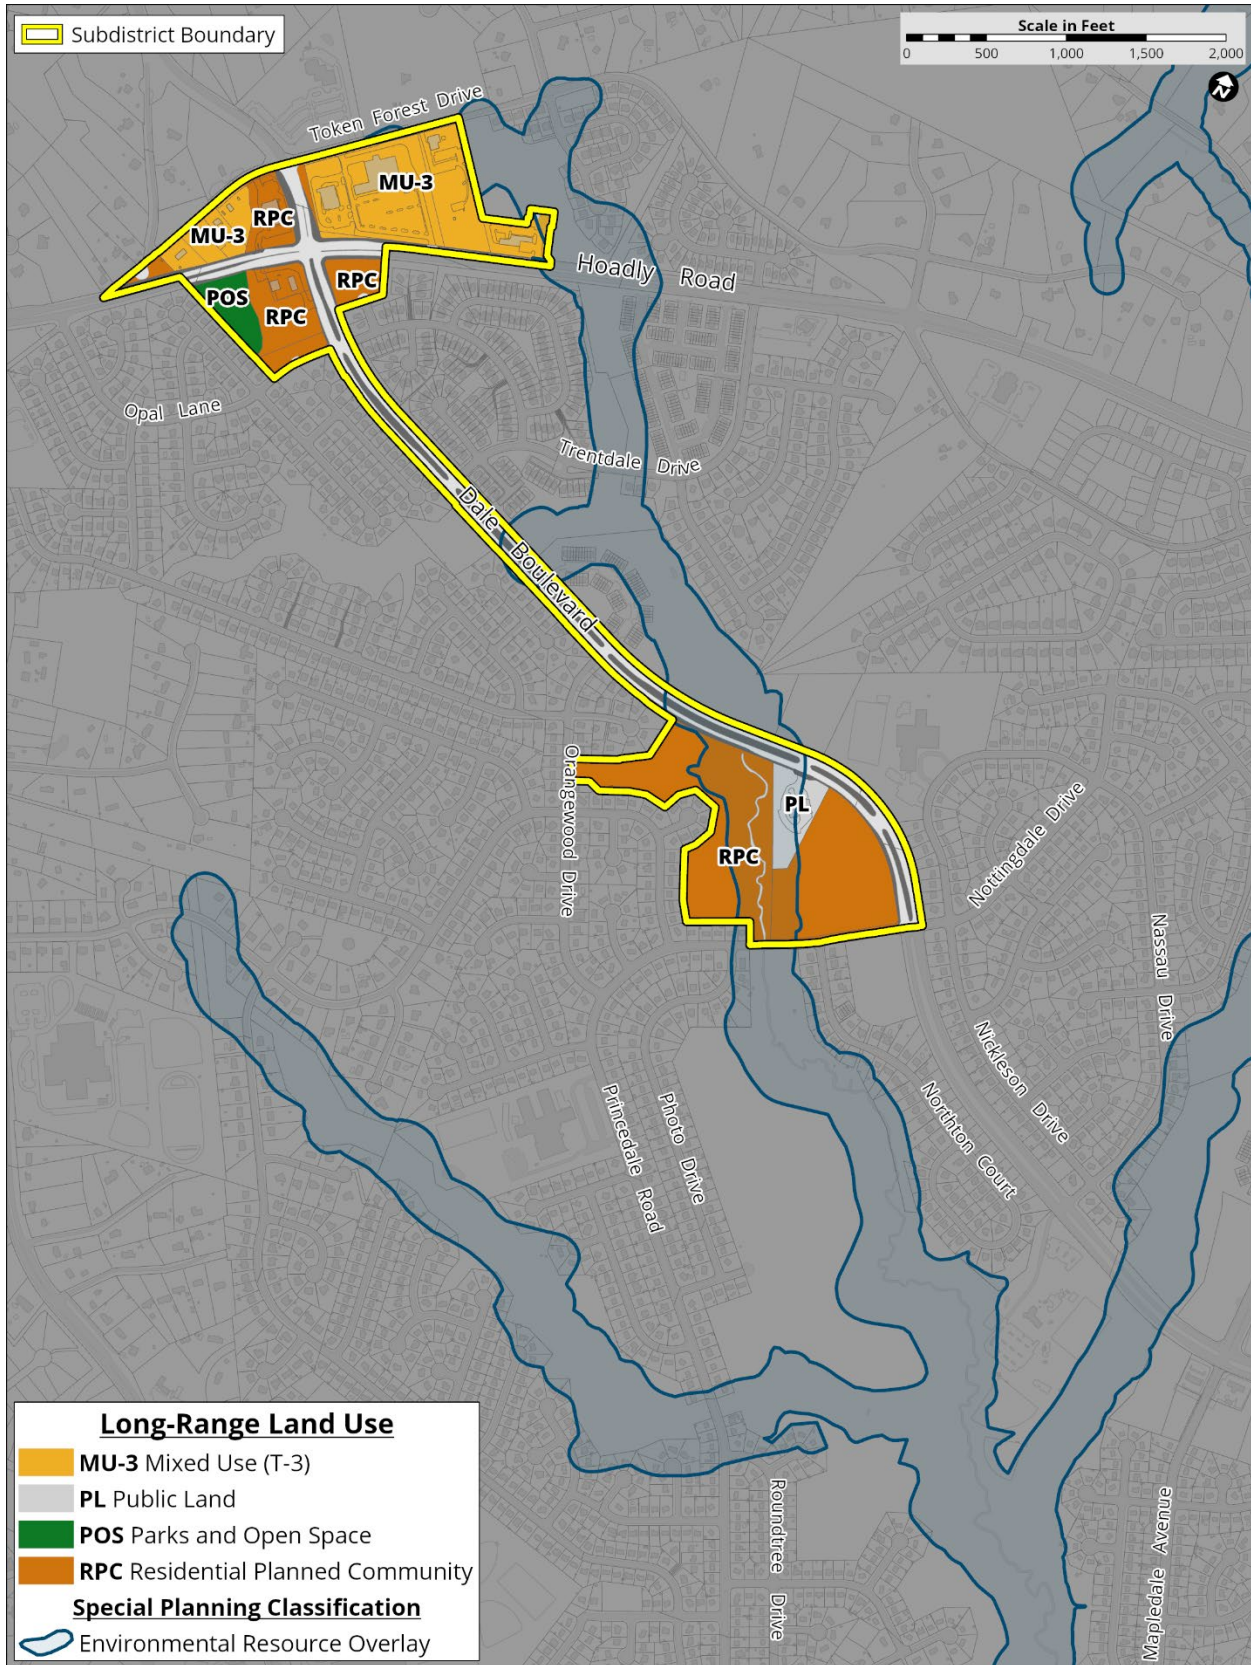 Subdistrict Boundary
Scale in Feet
0 500 1,000 1,500 2,000
N
Token Forest Drive
MU-3
RPC
MU-3
Hoadly Road
RPC
POS
RPC
Opal Lane
Trentdale Drive
Dale Boulevard
Orangewood Drive
PL
Nottingdale Drive
RPC
Nassau Drive
Nickleson Drive
Northton Court
Photo Drive
Princedale Road
Roundtree Drive
Mapledale Avenue
Long-Range Land Use
MU-3 Mixed Use (T-3)
PL Public Land
POS Parks and Open Space
RPC Residential Planned Community
Special Planning Classification
Environmental Resource Overlay